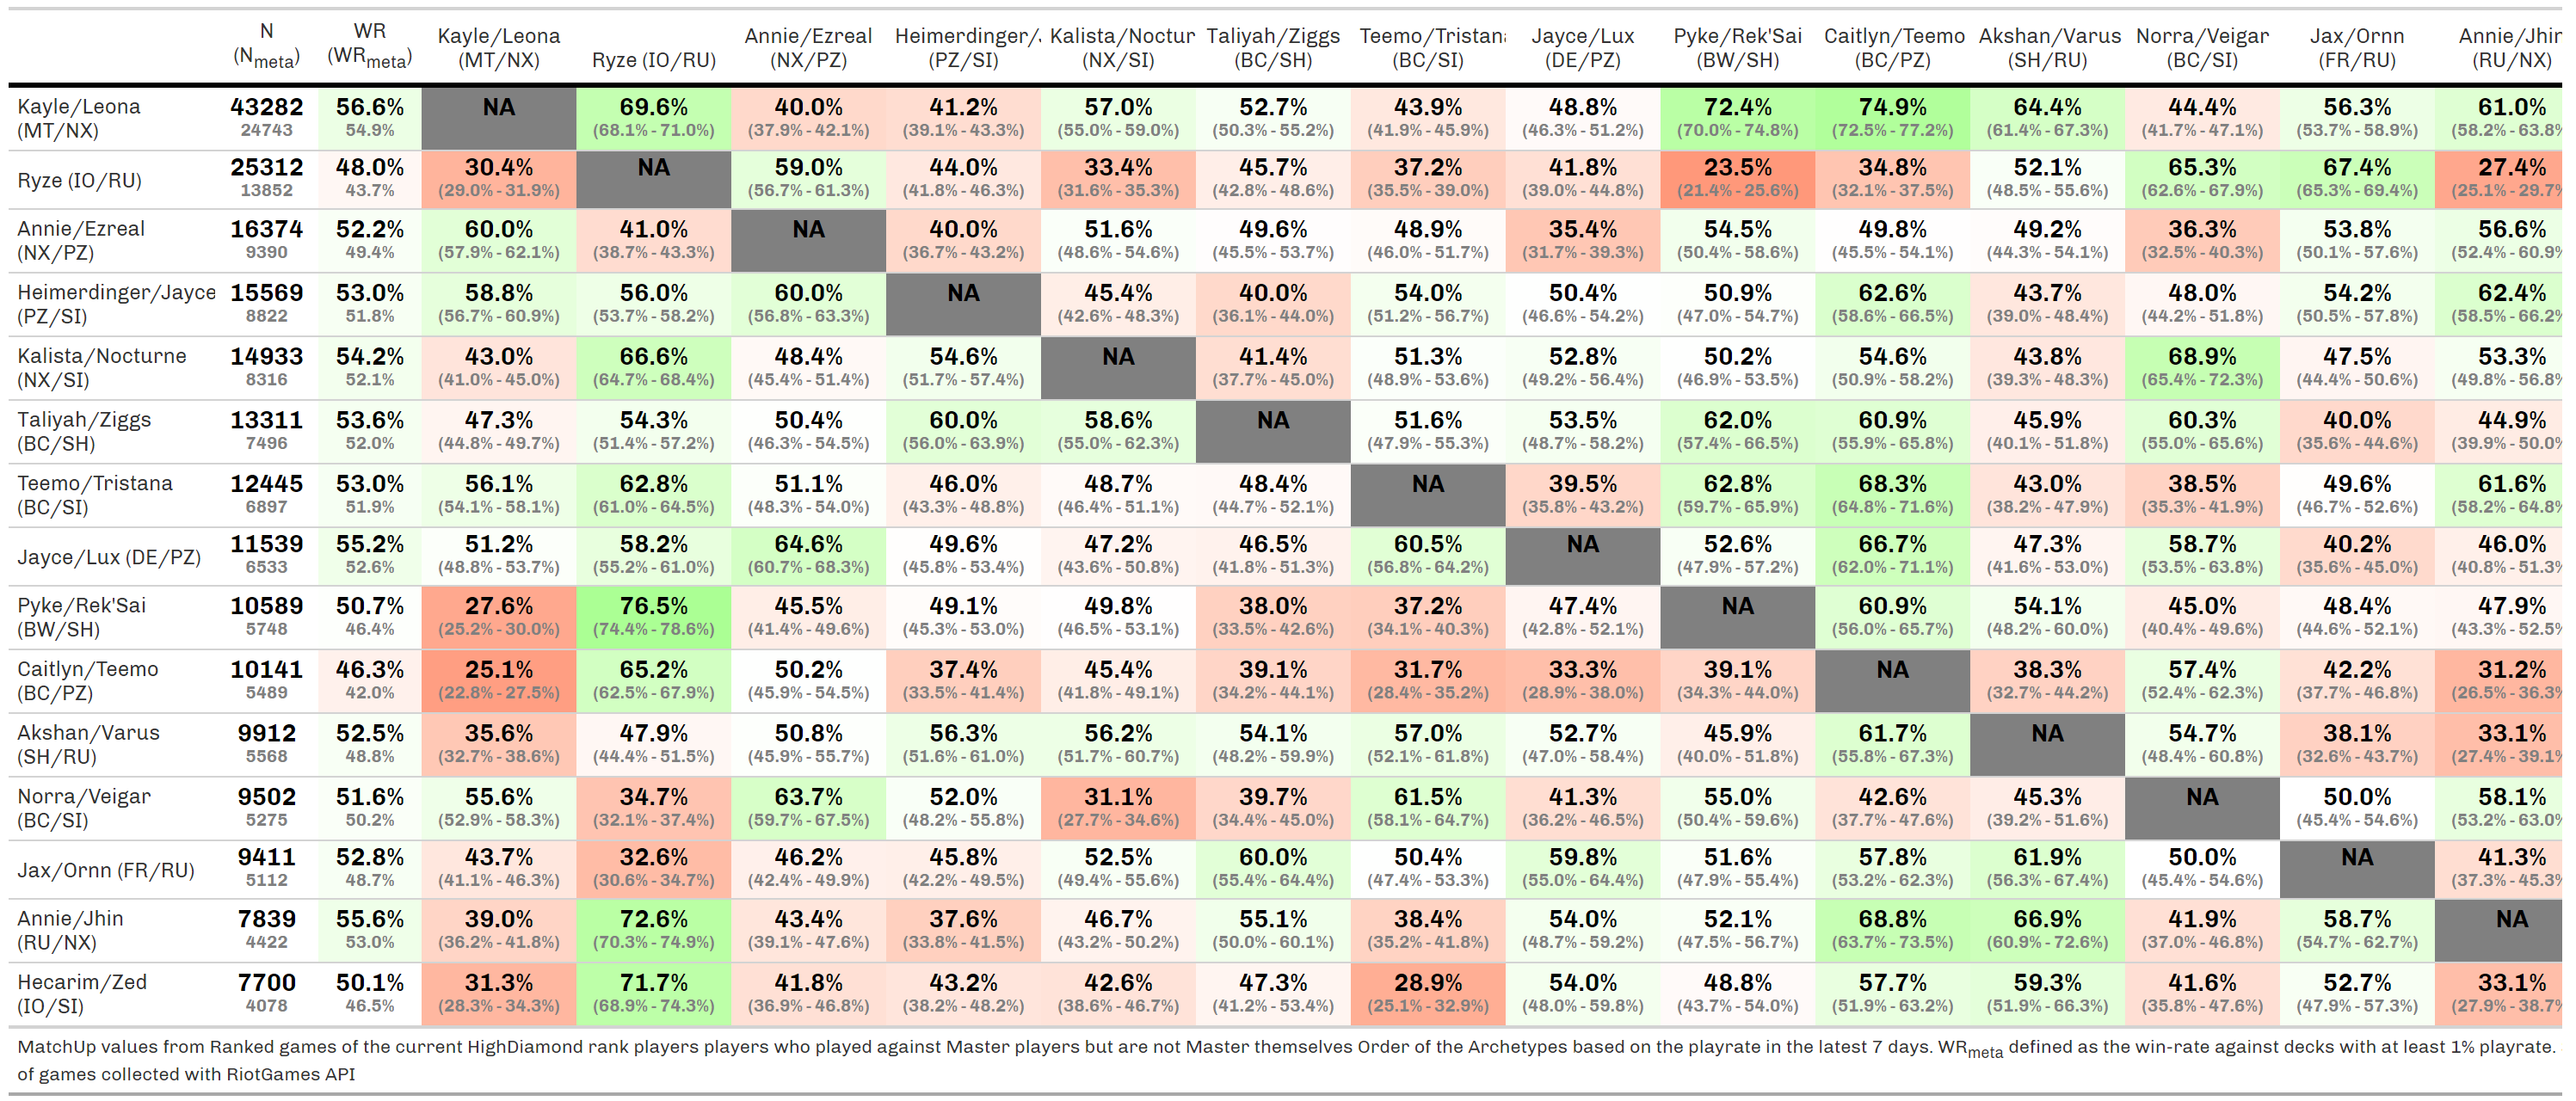 N WR Kayle/Leona Annie/Ezreal Heimerdinger/ Kalista/Noctur Taliyah/Ziggs Teemo/Tristana Jayce/Lux Pyke/Rek'Sai Caitlyn/Teemo Akshan/Varus Norra/Veigar Jax/Ornn Annie/Jhin
(Nmeta) (WRmeta) (MT/NX) Ryze (IO/RU) (NX/PZ) (PZ/SI) (NX/SI) (BC/SH) (BC/SI) (DE/PZ) (BW/SH) (BC/PZ) (SH/RU) (BC/SI) (FR/RU) (RU/NX)
Kayle/Leona 43282 56.6% NA 69.6% 40.0% 41.2% 57.0% 52.7% 43.9% 48.8% 72.4% 74.9% 64.4% 44.4% 56.3% 61.0%
(MT/NX) 24743 54.9% (68.1% - 71.0%) (37.9% - 42.1%) (39.1% - 43.3%) (55.0% - 59.0%) (50.3% - 55.2%) (41.9% - 45.9%) (46.3% - 51.2%) (70.0% - 74.8%) (72.5% - 77.2%) (61.4% - 67.3%) (41.7% - 47.1%) (53.7% - 58.9%) (58.2% - 63.8%
Ryze (IO/RU) 25312 48.0% 30.4% NA 59.0% 44.0% 33.4% 45.7% 37.2% 41.8% 23.5% 34.8% 52.1% 65.3% 67.4% 27.4%
13852 43.7% (29.0% - 31.9%) (56.7% - 61.3%) (41.8% - 46.3%) (31.6% - 35.3%) (42.8% - 48.6%) (35.5% - 39.0%) (39.0% - 44.8%) (21.4% - 25.6%) (32.1% - 37.5%) (48.5% - 55.6%) (62.6% - 67.9%) (65.3% - 69.4%) (25.1% - 29.7%
Annie/Ezreal 16374 52.2% 60.0% 41.0% NA 40.0% 51.6% 49.6% 48.9% 35.4% 54.5% 49.8% 49.2% 36.3% 53.8% 56.6%
(NX/PZ) 9390 49.4% (57.9% - 62.1%) (38.7% - 43.3%) (36.7% - 43.2%) (48.6% - 54.6%) (45.5% - 53.7%) (46.0% - 51.7%) (31.7% - 39.3%) (50.4% - 58.6%) (45.5% - 54.1%) (44.3% - 54.1%) (32.5% - 40.3%) (50.1% - 57.6%) (52.4% - 60.9%
Heimerdinger/Jayce 15569 53.0% 58.8% 56.0% 60.0% NA 45.4% 40.0% 54.0% 50.4% 50.9% 62.6% 43.7% 48.0% 54.2% 62.4%
(PZ/SI) 8822 51.8% (56.7% - 60.9%) (53.7% - 58.2%) (56.8% - 63.3%) (42.6% - 48.3%) (36.1% - 44.0%) (51.2% - 56.7%) (46.6% - 54.2%) (47.0% - 54.7%) (58.6% - 66.5%) (39.0% - 48.4%) (44.2% - 51.8%) (50.5% - 57.8%) (58.5% - 66.2%
Kalista/Nocturne 14933 54.2% 43.0% 66.6% 48.4% 54.6% NA 41.4% 51.3% 52.8% 50.2% 54.6% 43.8% 68.9% 47.5% 53.3%
(NX/SI) 8316 52.1% (41.0% - 45.0%) (64.7% - 68.4%) (45.4% - 51.4%) (51.7% - 57.4%) (37.7% - 45.0%) (48.9% - 53.6%) (49.2% - 56.4%) (46.9% - 53.5%) (50.9% - 58.2%) (39.3% - 48.3%) (65.4% - 72.3%) (44.4% - 50.6%) (49.8% - 56.8%
Taliyah/Ziggs 13311 53.6% 47.3% 54.3% 50.4% 60.0% 58.6% NA 51.6% 53.5% 62.0% 60.9% 45.9% 60.3% 40.0% 44.9%
(BC/SH) 7496 52.0% (44.8% - 49.7%) (51.4% - 57.2%) (46.3% - 54.5%) (56.0% - 63.9%) (55.0% - 62.3%) (47.9% - 55.3%) (48.7% - 58.2%) (57.4% - 66.5%) (55.9% - 65.8%) (40.1% - 51.8%) (55.0% - 65.6%) (35.6% - 44.6%) (39.9% - 50.0%
Teemo/Tristana 12445 53.0% 56.1% 62.8% 51.1% 46.0% 48.7% 48.4% NA 39.5% 62.8% 68.3% 43.0% 38.5% 49.6% 61.6%
(BC/SI) 6897 51.9% (54.1% - 58.1%) (61.0% - 64.5%) (48.3% - 54.0%) (43.3% - 48.8%) (46.4% - 51.1%) (44.7% - 52.1%) (35.8% - 43.2%) (59.7% - 65.9%) (64.8% - 71.6%) (38.2% - 47.9%) (35.3% - 41.9%) (46.7% - 52.6%) (58.2% - 64.8%
Jayce/Lux (DE/PZ) 11539 55.2% 51.2% 58.2% 64.6% 49.6% 47.2% 46.5% 60.5% NA 52.6% 66.7% 47.3% 58.7% 40.2% 46.0%
6533 52.6% (48.8% - 53.7%) (55.2% - 61.0%) (60.7% - 68.3%) (45.8% - 53.4%) (43.6% - 50.8%) (41.8% - 51.3%) (56.8% - 64.2%) (47.9% - 57.2%) (62.0% - 71.1%) (41.6% - 53.0%) (53.5% - 63.8%) (35.6% - 45.0%) (40.8% - 51.3%
Pyke/Rek'Sai 10589 50.7% 27.6% 76.5% 45.5% 49.1% 49.8% 38.0% 37.2% 47.4% NA 60.9% 54.1% 45.0% 48.4% 47.9%
(BW/SH) 5748 46.4% (25.2% - 30.0%) (74.4% - 78.6%) (41.4% - 49.6%) (45.3% - 53.0%) (46.5% - 53.1%) (33.5% - 42.6%) (34.1% - 40.3%) (42.8% - 52.1%) (56.0% - 65.7%) (48.2% - 60.0%) (40.4% - 49.6%) (44.6% - 52.1%) (43.3% - 52.5%
Caitlyn/Teemo 10141 46.3% 25.1% 65.2% 50.2% 37.4% 45.4% 39.1% 31.7% 33.3% 39.1% NA 38.3% 57.4% 42.2% 31.2%
(BC/PZ) 5489 42.0% (22.8% - 27.5%) (62.5% - 67.9%) (45.9% - 54.5%) (33.5% - 41.4%) (41.8% - 49.1%) (34.2% - 44.1%) (28.4% - 35.2%) (28.9% - 38.0%) (34.3% - 44.0%) (32.7% - 44.2%) (52.4% - 62.3%) (37.7% - 46.8%) (26.5% - 36.3%
Akshan/Varus 9912 52.5% 35.6% 47.9% 50.8% 56.3% 56.2% 54.1% 57.0% 52.7% 45.9% 61.7% NA 54.7% 38.1% 33.1%
(SH/RU) 5568 48.8% (32.7% - 38.6%) (44.4% - 51.5%) (45.9% - 55.7%) (51.6% - 61.0%) (51.7% - 60.7%) (48.2% - 59.9%) (52.1% - 61.8%) (47.0% - 58.4%) (40.0% - 51.8%) (55.8% - 67.3%) (48.4% - 60.8%) (32.6% - 43.7%) (27.4% - 39.1%
Norra/Veigar 9502 51.6% 55.6% 34.7% 63.7% 52.0% 31.1% 39.7% 61.5% 41.3% 55.0% 42.6% 45.3% NA 50.0% 58.1%
(BC/SI) 5275 50.2% (52.9% - 58.3%) (32.1% - 37.4%) (59.7% - 67.5%) (48.2% - 55.8%) (27.7% - 34.6%) (34.4% - 45.0%) (58.1% - 64.7%) (36.2% - 46.5%) (50.4% - 59.6%) (37.7% - 47.6%) (39.2% - 51.6%) (45.4% - 54.6%) (53.2% - 63.0%
Jax/Ornn (FR/RU) 9411 52.8% 43.7% 32.6% 46.2% 45.8% 52.5% 60.0% 50.4% 59.8% 51.6% 57.8% 61.9% 50.0% NA 41.3%
5112 48.7% (41.1% - 46.3%) (30.6% - 34.7%) (42.4% - 49.9%) (42.2% - 49.5%) (49.4% - 55.6%) (55.4% - 64.4%) (47.4% - 53.3%) (55.0% - 64.4%) (47.9% - 55.4%) (53.2% - 62.3%) (56.3% - 67.4%) (45.4% - 54.6%) (37.3% - 45.3%
Annie/Jhin 7839 55.6% 39.0% 72.6% 43.4% 37.6% 46.7% 55.1% 38.4% 54.0% 52.1% 68.8% 66.9% 41.9% 58.7% NA
(RU/NX) 4422 53.0% (36.2% - 41.8%) (70.3% - 74.9%) (39.1% - 47.6%) (33.8% - 41.5%) (43.2% - 50.2%) (50.0% - 60.1%) (35.2% - 41.8%) (48.7% - 59.2%) (47.5% - 56.7%) (63.7% - 73.5%) (60.9% - 72.6%) (37.0% - 46.8%) (54.7% - 62.7%)
Hecarim/Zed 7700 50.1% 31.3% 71.7% 41.8% 43.2% 42.6% 47.3% 28.9% 54.0% 48.8% 57.7% 59.3% 41.6% 52.7% 33.1%
(IO/SI) 4078 46.5% (28.3% - 34.3%) (68.9% - 74.3%) (36.9% - 46.8%) (38.2% - 48.2%) (38.6% - 46.7%) (41.2% - 53.4%) (25.1% - 32.9%) (48.0% - 59.8%) (43.7% - 54.0%) (51.9% - 63.2%) (51.9% - 66.3%) (35.8% - 47.6%) (47.9% - 57.3%) (27.9% - 38.7%
MatchUp values from Ranked games of the current HighDiamond rank players players who played against Master players but are not Master themselves Order of the Archetypes based on the playrate in the latest 7 days. WRmeta defined as the win-rate against decks with at least 1% playrate.
of games collected with RiotGames API